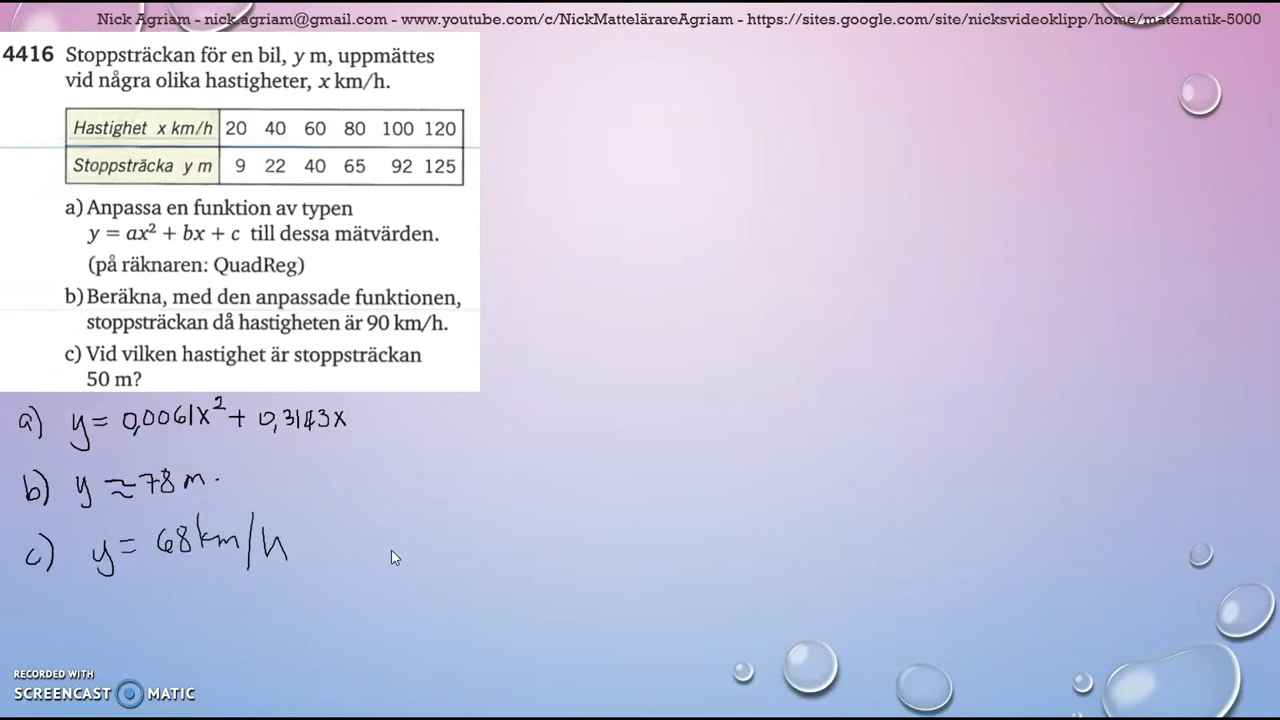 Nick Agriam - nick.agriam@gmail.com - www.youtube.com/c/NickMattelärareAgriam - https://sites.google.com/site/nicksvideoklipp/home/matematik-5000
4416 Stoppsträckan för en bil, y m, uppmättes
vid några olika hastigheter, x km/h.
Hastighet x km/h 20 40 60 80 100 120
Stoppsträcka y m 9 22 40 65 92 125
a) Anpassa en funktion av typen
y = ax² + bx + c till dessa mätvärden.
(på räknaren: QuadReg)
b) Beräkna, med den anpassade funktionen,
stoppsträckan då hastigheten är 90 km/h.
c) Vid vilken hastighet är stoppsträckan
50 m?
a) y = 0,0061x² + 0,3143x
b) y ≈ 78 m.
c) y = 68 km/h
RECORDED WITH
SCREENCAST MATIC